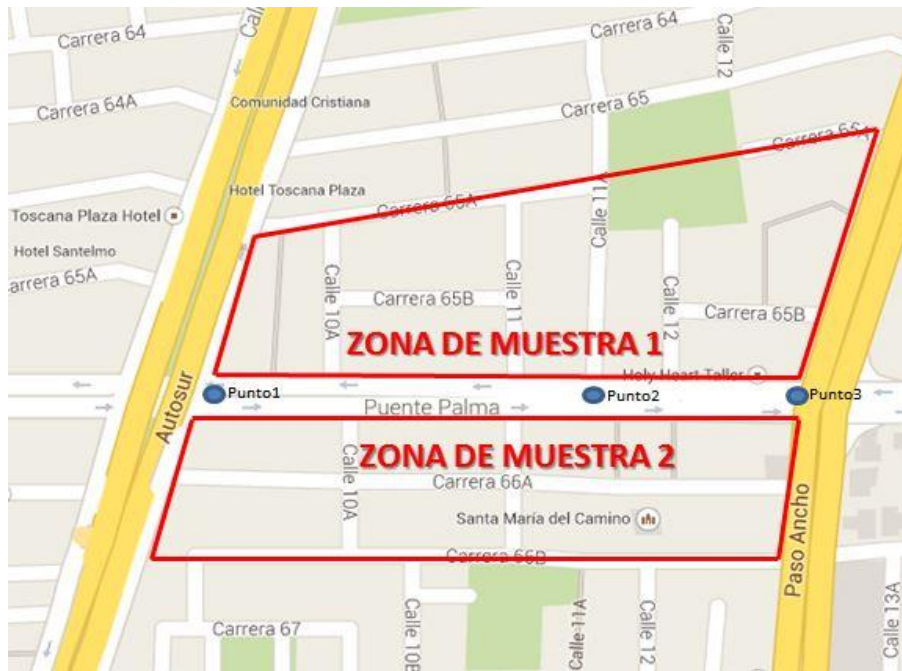 Carrera 64
Calle 12
Carrera 64
Carrera 64A
Comunidad Cristiana
Carrera 65
Hotel Toscana Plaza
Toscana Plaza Hotel
Carrera 65A
Hotel Santelmo
arrera 65A
Calle 10A
Calle 11
Calle 12
Carrera 65B
Carrera 65B
ZONA DE MUESTRA 1
Holy Heart Taller
Punto1
Punto2
Punto3
Puente Palma
Autosur
ZONA DE MUESTRA 2
Calle 10A
Carrera 66A
Santa María del Camino
Carrera 66B
Paso Ancho
Calle 10B
Calle 11A
Calle 12
Calle 13A
Carrera 67